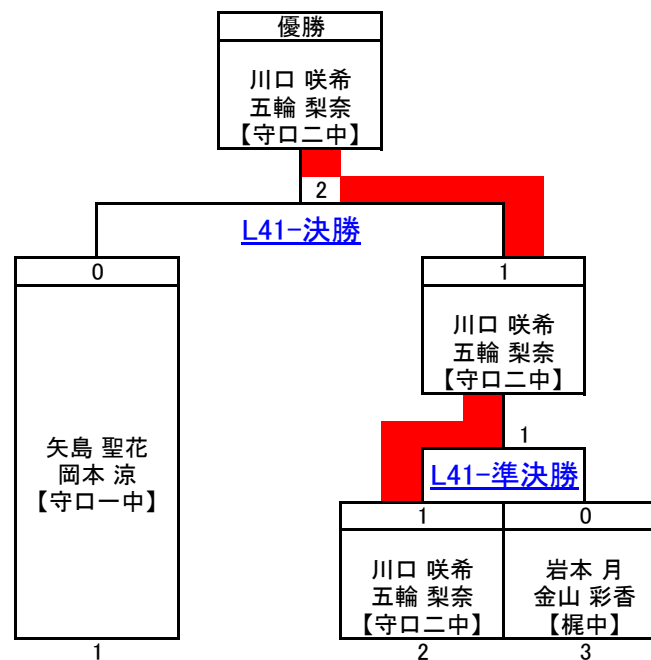 優勝
川口 咲希
五輪 梨奈
【守口二中】
2
L41-決勝
0
1
川口 咲希
五輪 梨奈
【守口二中】
矢島 聖花
岡本 涼
【守口一中】
1
L41-準決勝
1
0
川口 咲希
五輪 梨奈
【守口二中】
岩本 月
金山 彩香
【梶中】
1
2
3